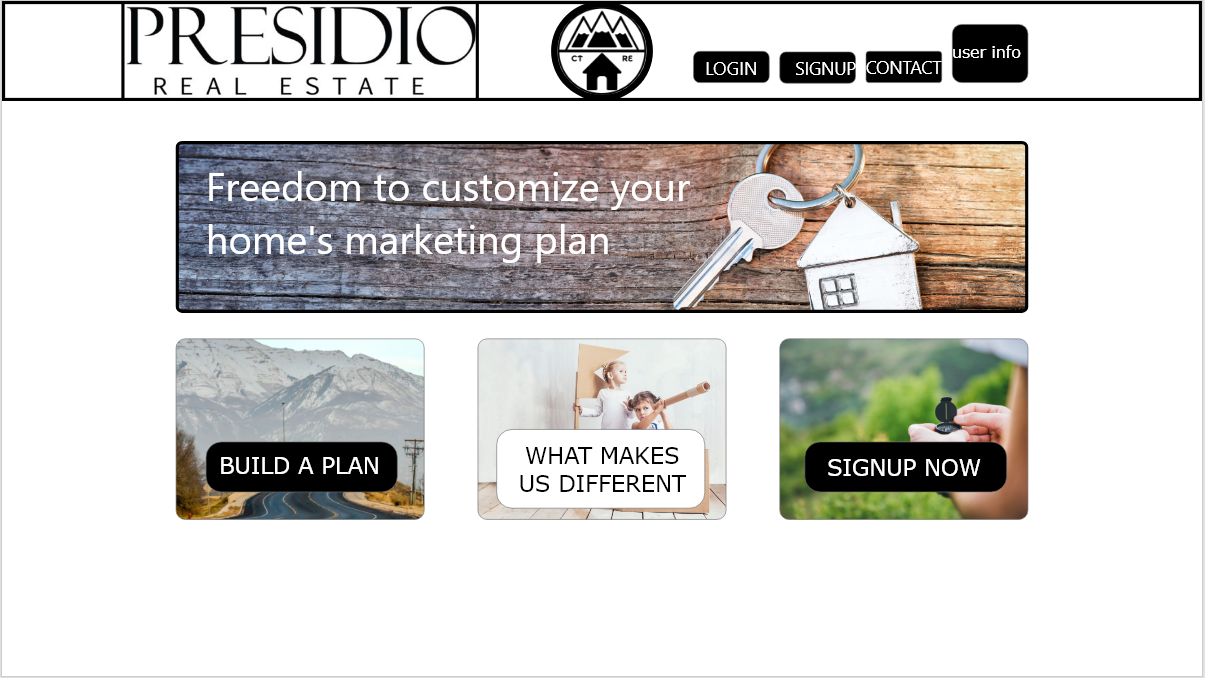 PRESIDIO
REAL ESTATE
CT RE
LOGIN
SIGNUP
CONTACT
user info
Freedom to customize your
home's marketing plan
BUILD A PLAN
WHAT MAKES
US DIFFERENT
SIGNUP NOW